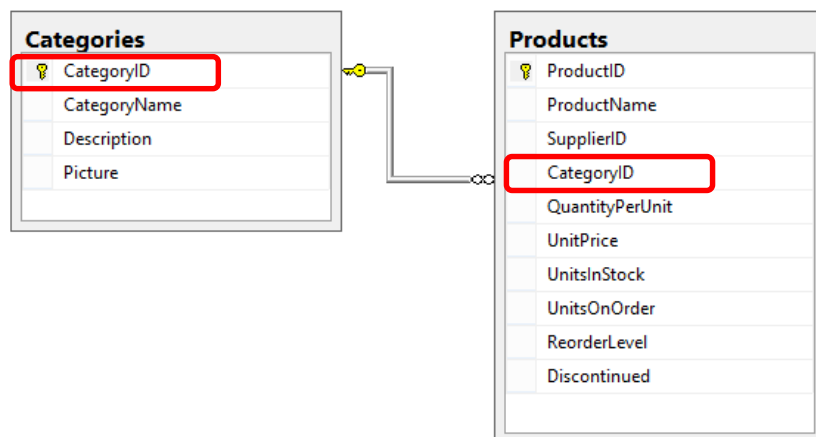 Categories
CategoryID
CategoryName
Description
Picture
Products
ProductID
ProductName
SupplierID
CategoryID
QuantityPerUnit
UnitPrice
UnitsInStock
UnitsOnOrder
ReorderLevel
Discontinued